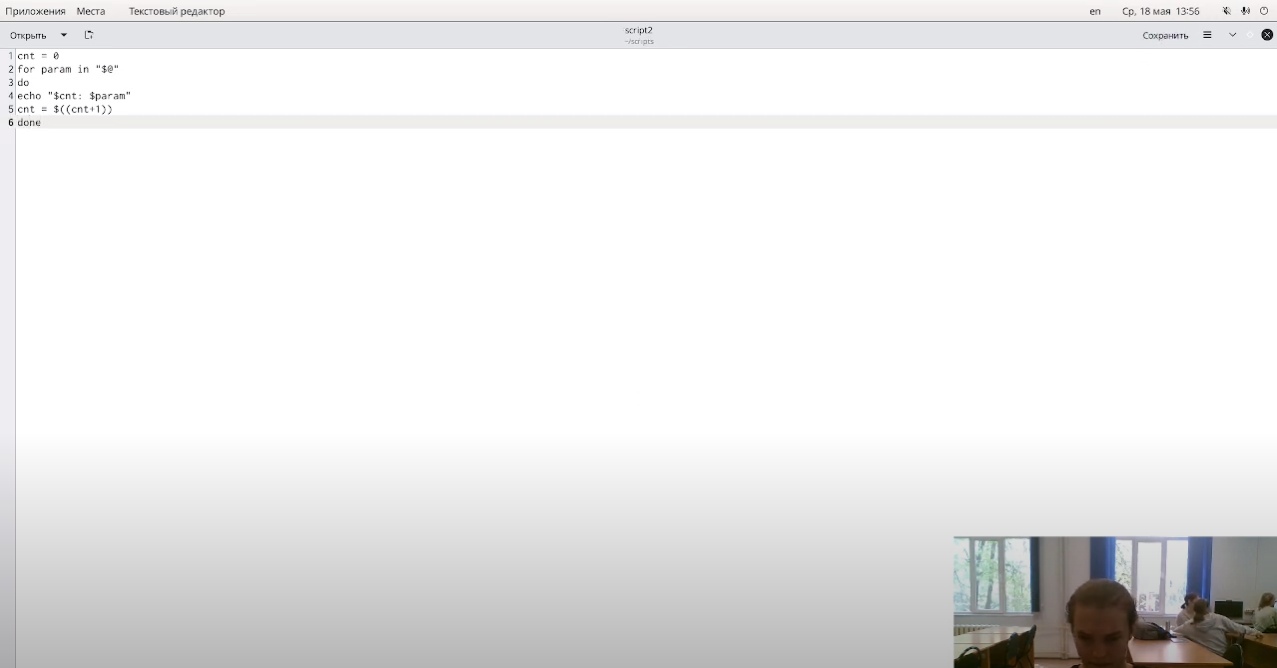 Приложения Места Текстовый редактор en Ср, 18 мая 13:56
Открыть script2 Сохранить
~/scripts
1 cnt = 0
2 for param in "$@"
3 do
4 echo "$cnt: $param"
5 cnt = $((cnt+1))
6 done